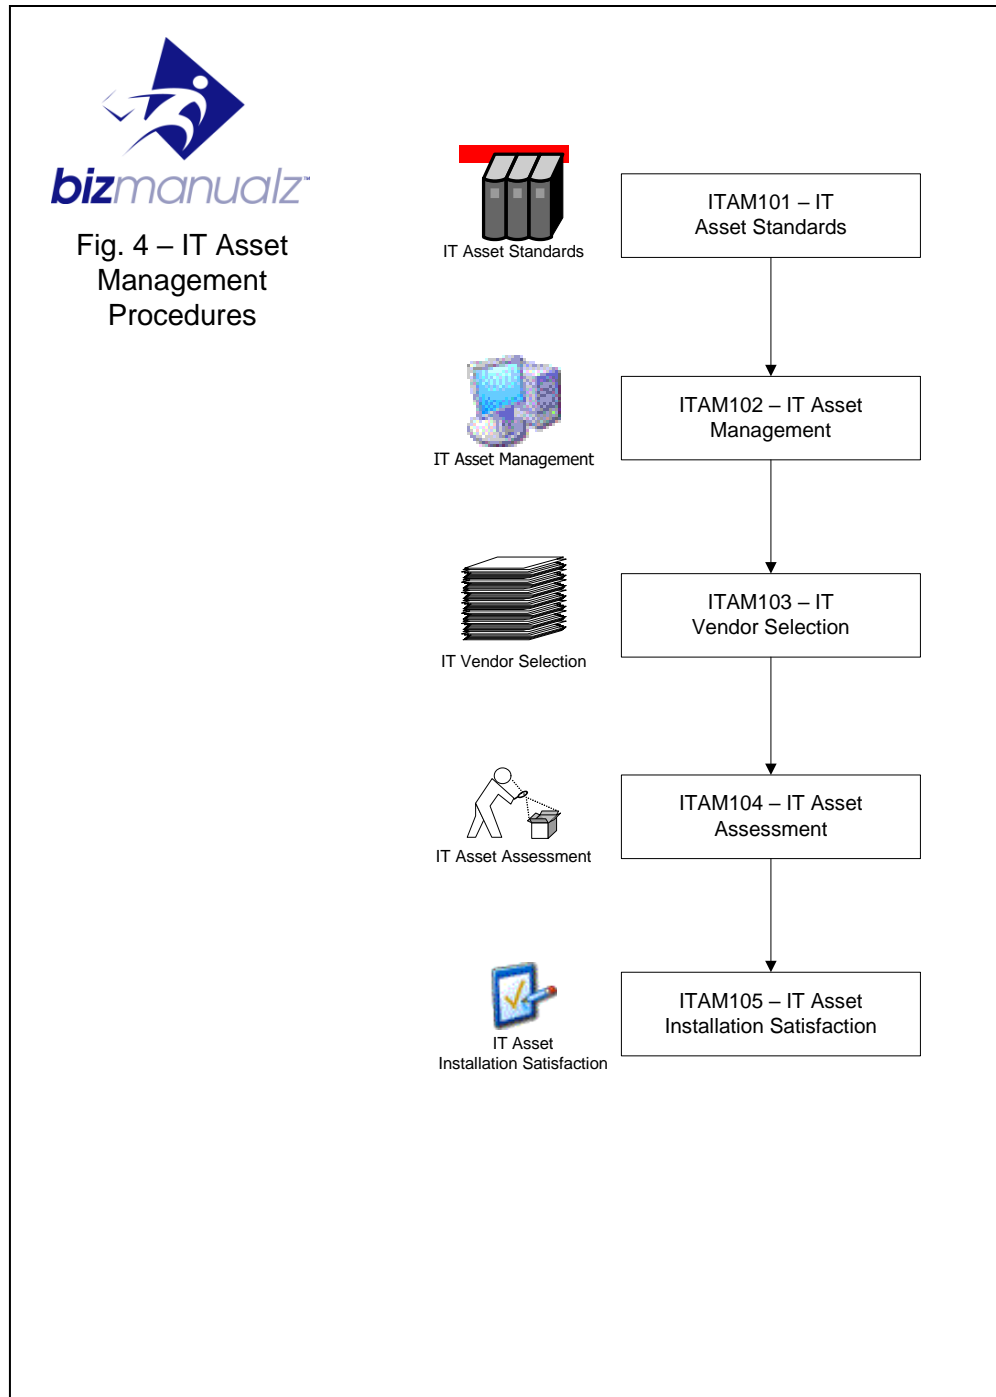 bizmanualz™
Fig. 4 – IT Asset
Management
Procedures
IT Asset Standards
ITAM101 – IT
Asset Standards
IT Asset Management
ITAM102 – IT Asset
Management
IT Vendor Selection
ITAM103 – IT
Vendor Selection
IT Asset Assessment
ITAM104 – IT Asset
Assessment
IT Asset
Installation Satisfaction
ITAM105 – IT Asset
Installation Satisfaction